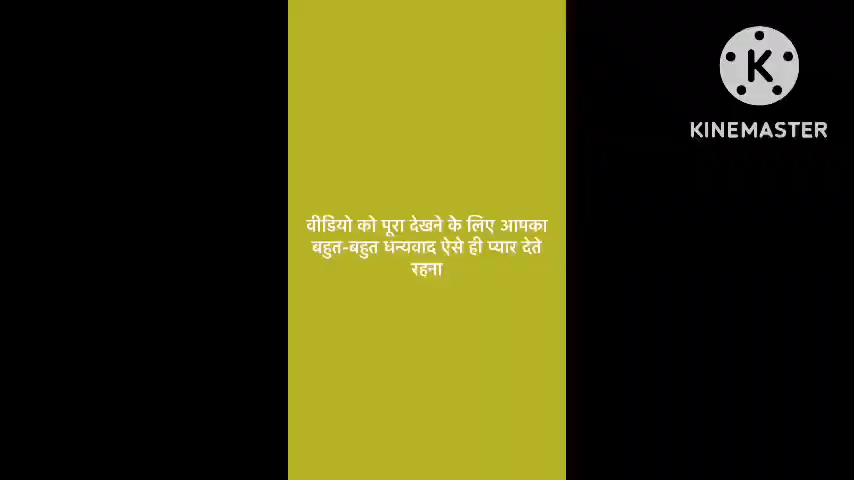 K
KINEMASTER
वीडियो को पूरा देखने के लिए आपका
बहुत-बहुत धन्यवाद ऐसे ही प्यार देते
रहना